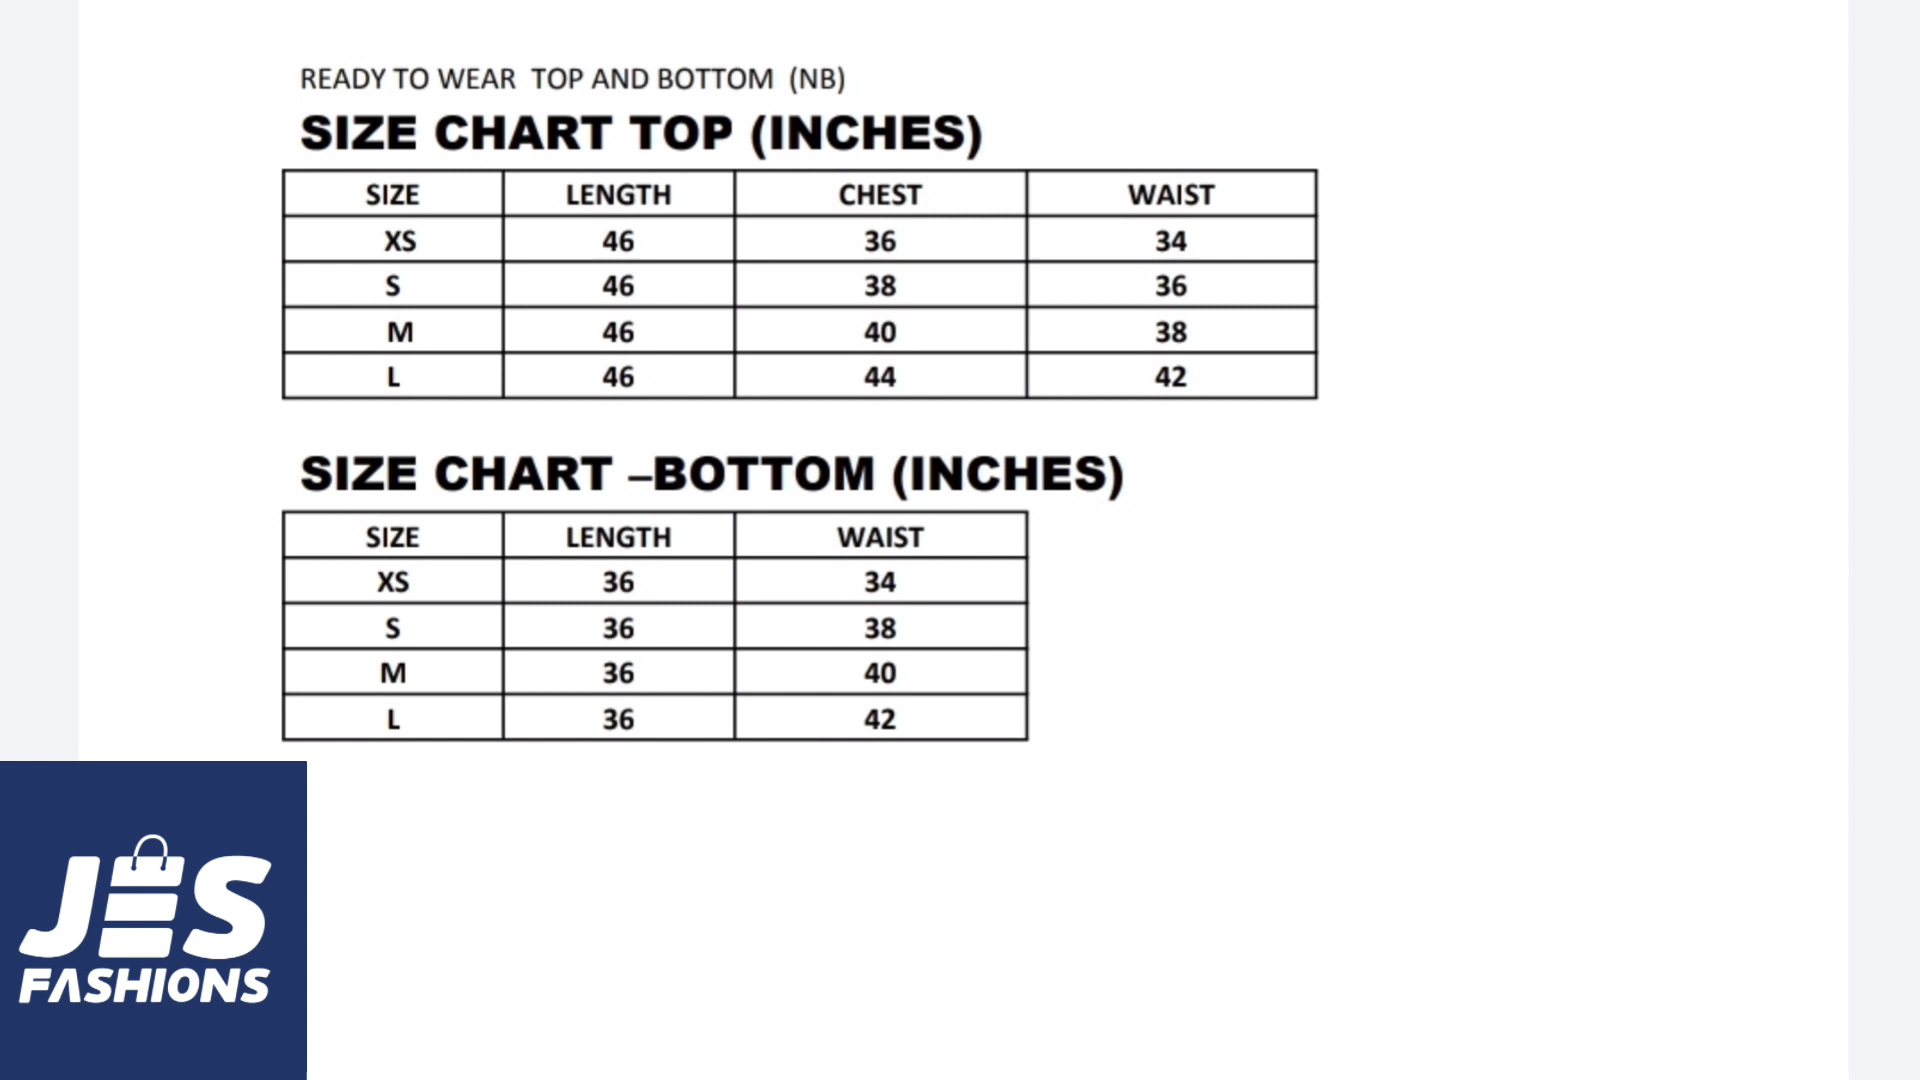 READY TO WEAR TOP AND BOTTOM (NB)
SIZE CHART TOP (INCHES)
SIZE LENGTH CHEST WAIST
XS 46 36 34
S 46 38 36
M 46 40 38
L 46 44 42
SIZE CHART –BOTTOM (INCHES)
SIZE LENGTH WAIST
XS 36 34
S 36 38
M 36 40
L 36 42
JES
FASHIONS